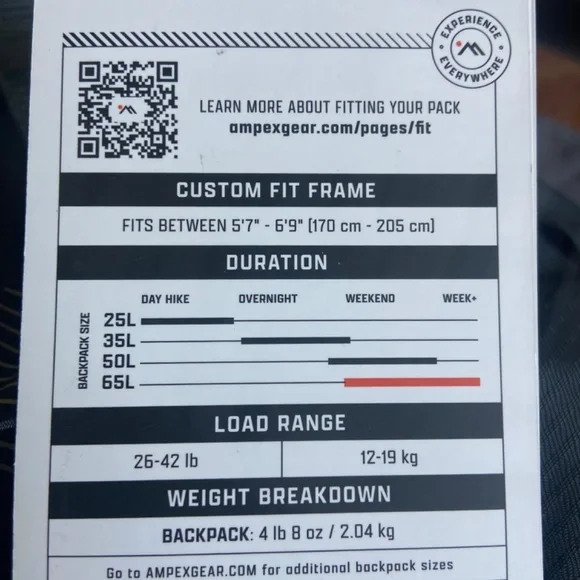 EXPERIENCE
EVERYWHERE
LEARN MORE ABOUT FITTING YOUR PACK
ampexgear.com/pages/fit
CUSTOM FIT FRAME
FITS BETWEEN 5'7" - 6'9" (170 cm - 205 cm)
DURATION
DAY HIKE OVERNIGHT WEEKEND WEEK+
BACKPACK SIZE
25L
35L
50L
65L
LOAD RANGE
26-42 lb 12-19 kg
WEIGHT BREAKDOWN
BACKPACK: 4 lb 8 oz / 2.04 kg
Go to AMPEXGEAR.COM for additional backpack sizes